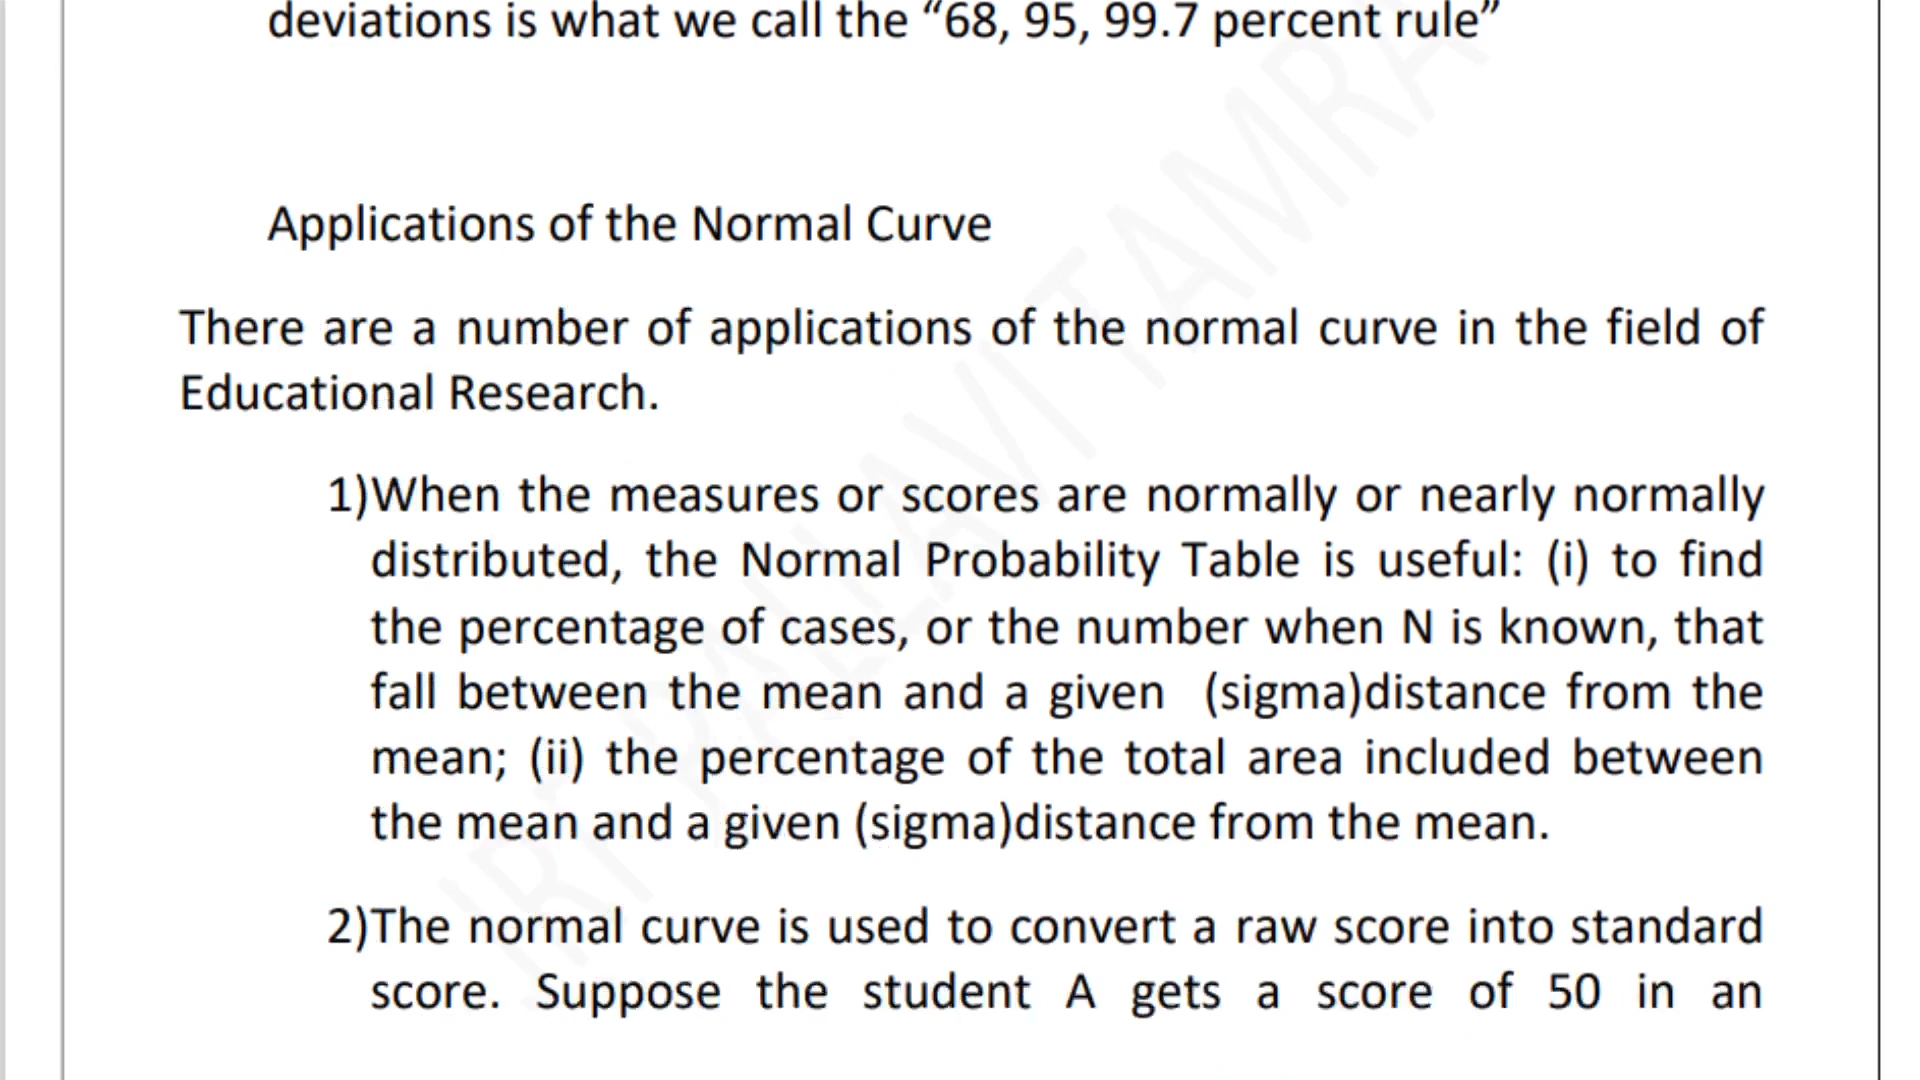 deviations is what we call the “68, 95, 99.7 percent rule”
Applications of the Normal Curve
There are a number of applications of the normal curve in the field of
Educational Research.
1)When the measures or scores are normally or nearly normally
distributed, the Normal Probability Table is useful: (i) to find
the percentage of cases, or the number when N is known, that
fall between the mean and a given (sigma)distance from the
mean; (ii) the percentage of the total area included between
the mean and a given (sigma)distance from the mean.
2)The normal curve is used to convert a raw score into standard
score. Suppose the student A gets a score of 50 in an
PALLAVI TAMRA